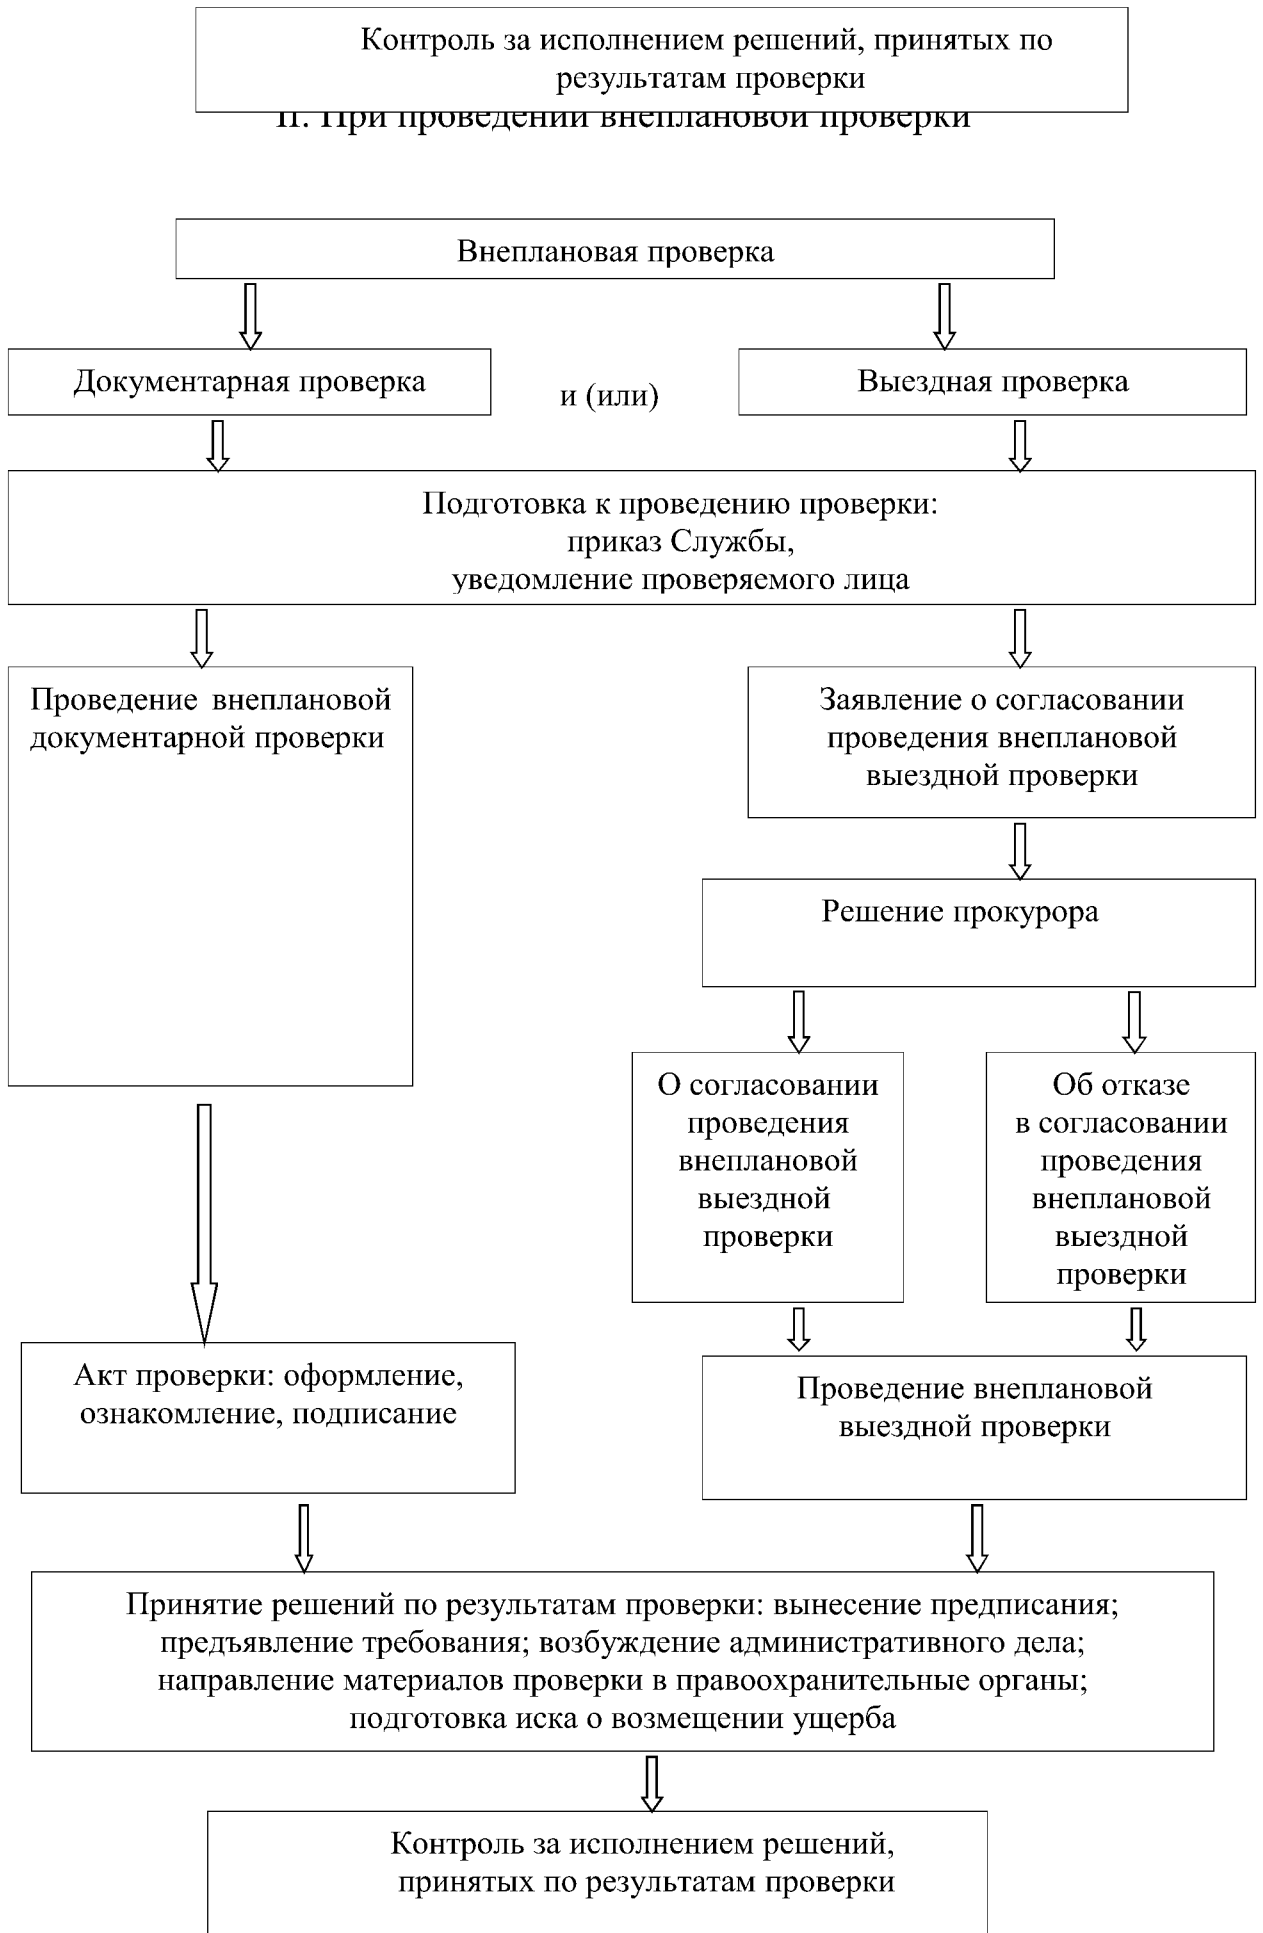 Контроль за исполнением решений, принятых по
результатам проверки
II. При проведении внеплановой проверки
Внеплановая проверка
Документарная проверка
и (или)
Выездная проверка
Подготовка к проведению проверки:
приказ Службы,
уведомление проверяемого лица
Проведение внеплановой
документарной проверки
Заявление о согласовании
проведения внеплановой
выездной проверки
Решение прокурора
О согласовании
проведения
внеплановой
выездной
проверки
Об отказе
в согласовании
проведения
внеплановой
выездной
проверки
Акт проверки: оформление,
ознакомление, подписание
Проведение внеплановой
выездной проверки
Принятие решений по результатам проверки: вынесение предписания;
предъявление требования; возбуждение административного дела;
направление материалов проверки в правоохранительные органы;
подготовка иска о возмещении ущерба
Контроль за исполнением решений,
принятых по результатам проверки